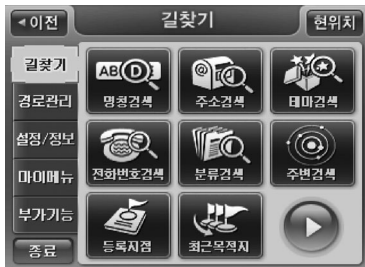 이전
길찾기
현위치
길찾기
경로관리
설정/정보
마이메뉴
부가기능
종료
ABⒹ
명칭검색
@
주소검색
테마검색
전화번호검색
분류검색
주변검색
등록지점
최근목적지